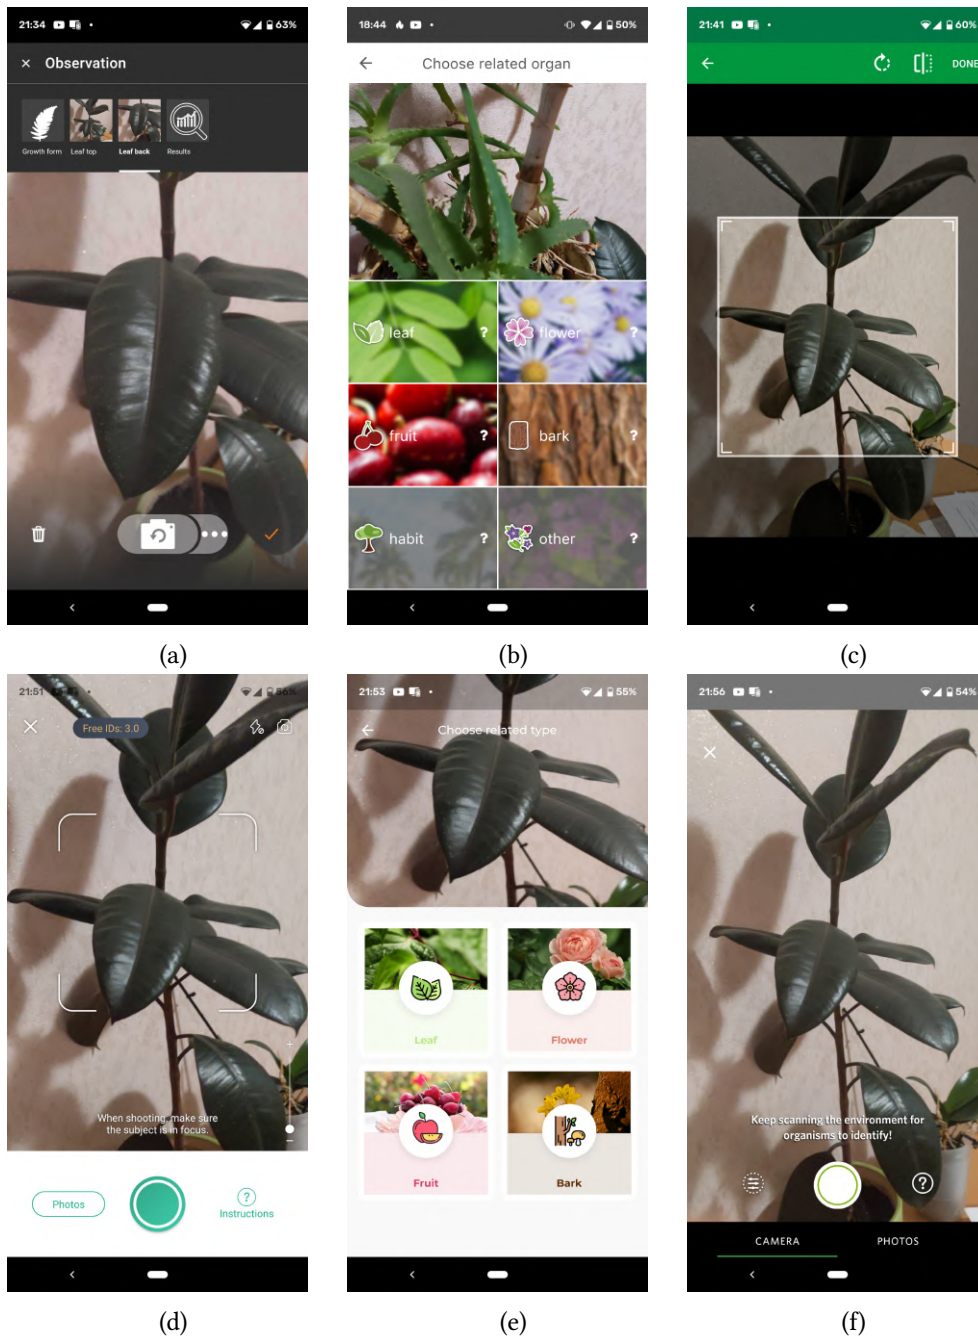 21:34
63%
× Observation
Growth form
Leaf top
Leaf back
Results
(a)
18:44
50%
Choose related organ
leaf ?
flower ?
fruit ?
bark ?
habit ?
other ?
(b)
21:41
60%
DONE
(c)
21:51
56%
Free IDs: 3.0
When shooting, make sure
the subject is in focus.
Photos
?
Instructions
(d)
21:53
55%
Choose related type
Leaf
Flower
Fruit
Bark
(e)
21:56
54%
Keep scanning the environment for
organisms to identify!
?
CAMERA
PHOTOS
(f)